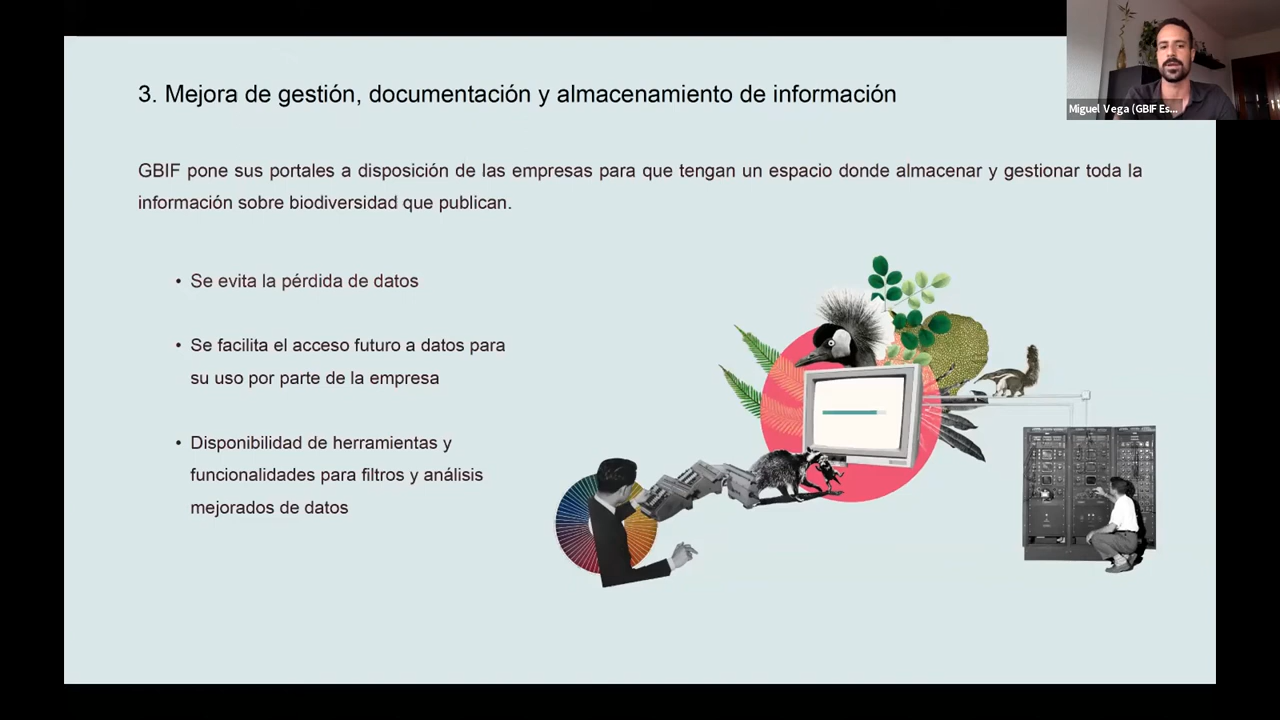 3. Mejora de gestión, documentación y almacenamiento de información
Miguel Vega (GBIF Es...
GBIF pone sus portales a disposición de las empresas para que tengan un espacio donde almacenar y gestionar toda la
información sobre biodiversidad que publican.
• Se evita la pérdida de datos
• Se facilita el acceso futuro a datos para
su uso por parte de la empresa
• Disponibilidad de herramientas y
funcionalidades para filtros y análisis
mejorados de datos